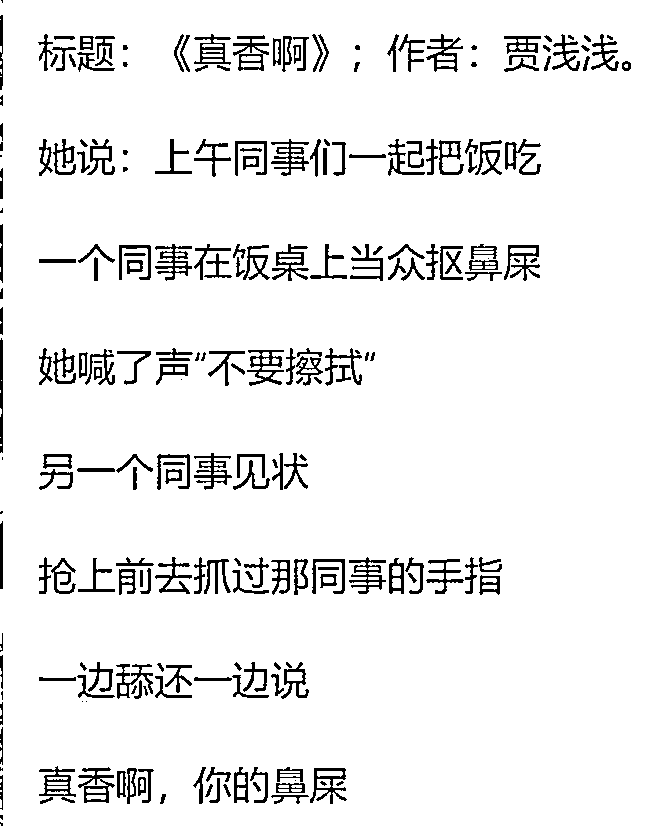 标题：《真香啊》；作者：贾浅浅。
她说：上午同事们一起把饭吃
一个同事在饭桌上当众抠鼻屎
她喊了声“不要擦拭”
另一个同事见状
抢上前去抓过那同事的手指
一边舔还一边说
真香啊，你的鼻屎